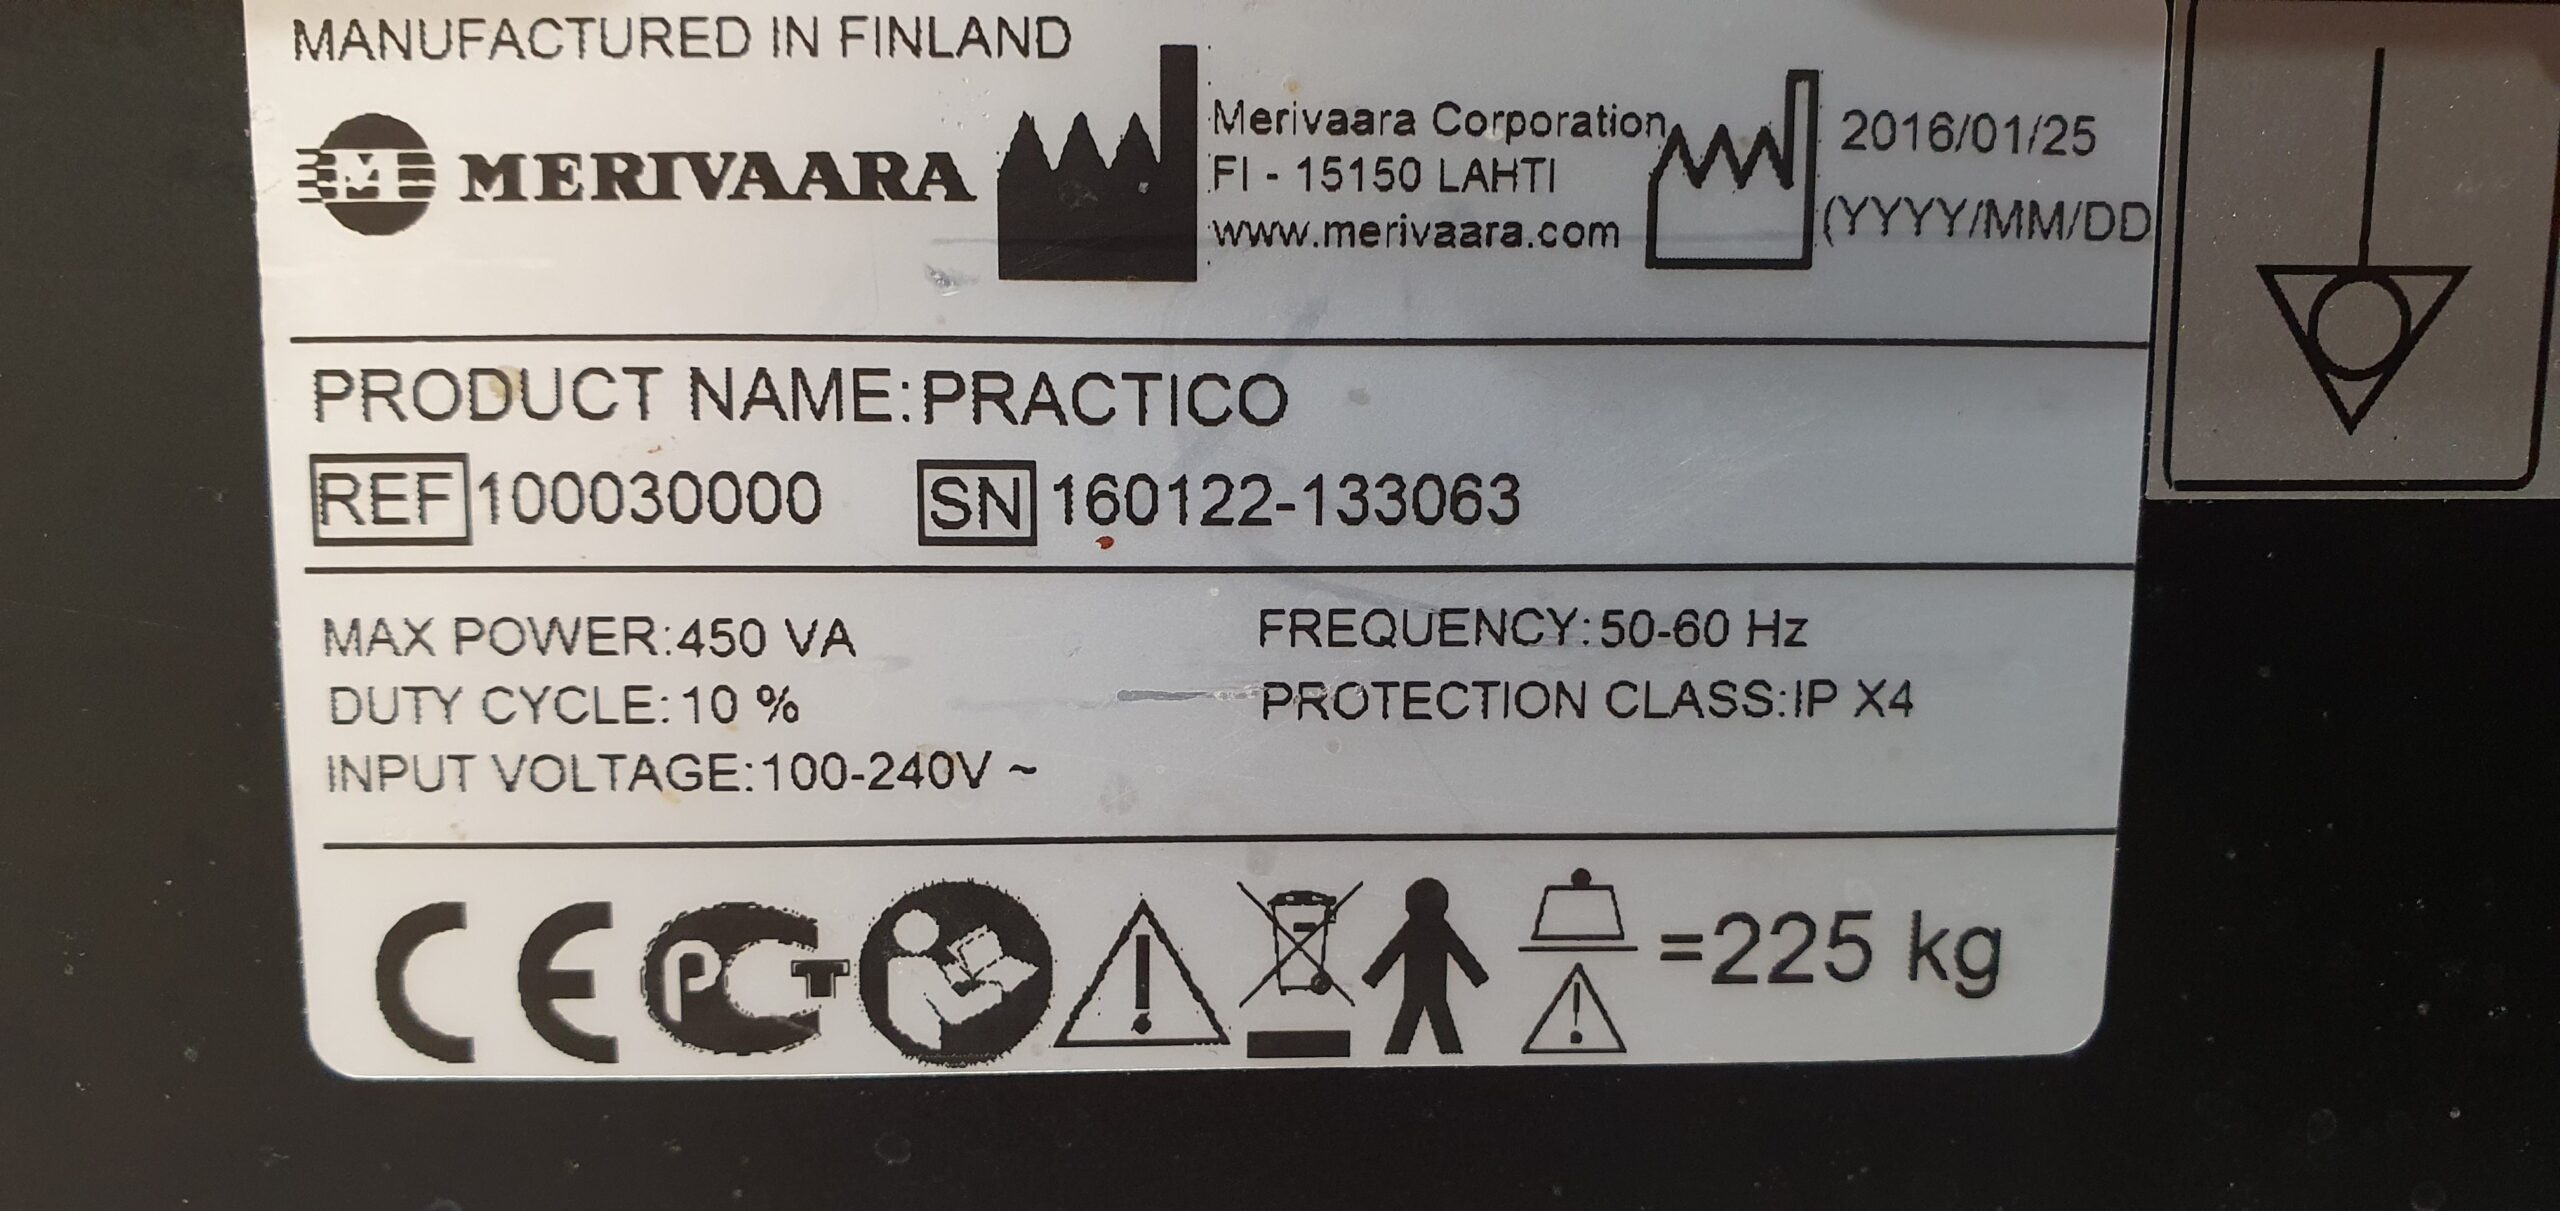 MANUFACTURED IN FINLAND
M MERIVAARA
Merivaara Corporation
FI - 15150 LAHTI
www.merivaara.com
2016/01/25
(YYYY/MM/DD
PRODUCT NAME:PRACTICO
REF 100030000 SN 160122-133063
MAX POWER:450 VA FREQUENCY:50-60 Hz
DUTY CYCLE:10 % PROTECTION CLASS:IP X4
INPUT VOLTAGE:100-240V ~
CE РСТ =225 kg